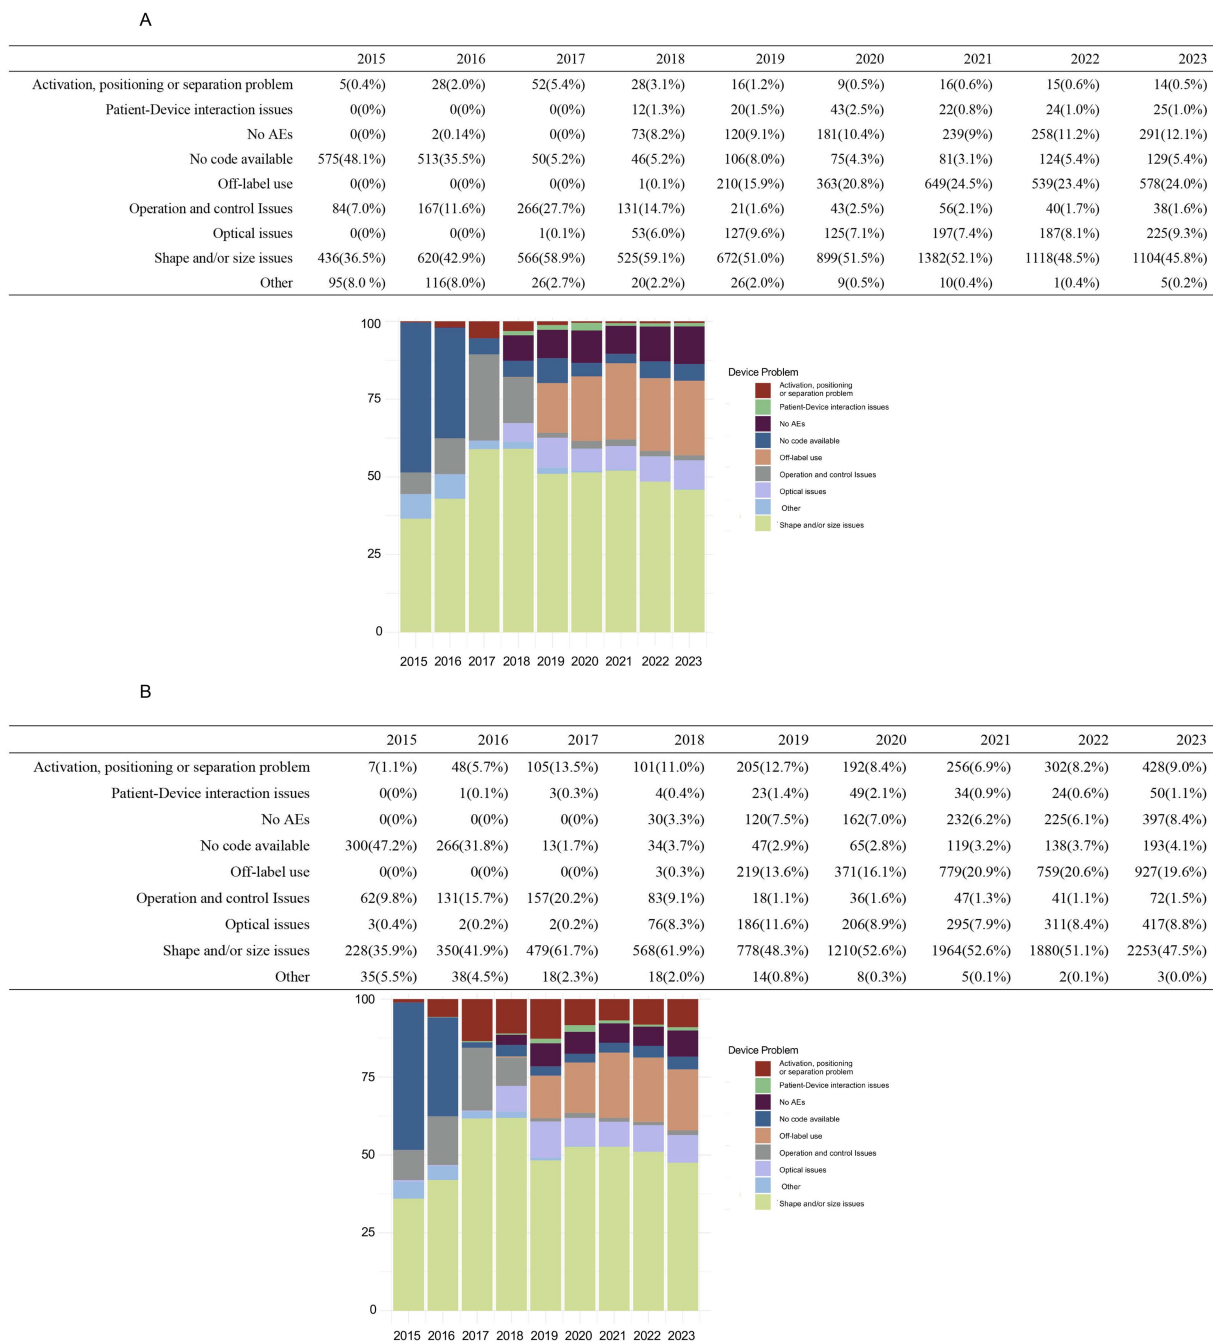 A
2015 2016 2017 2018 2019 2020 2021 2022 2023
Activation, positioning or separation problem 5(0.4%) 28(2.0%) 52(5.4%) 28(3.1%) 16(1.2%) 9(0.5%) 16(0.6%) 15(0.6%) 14(0.5%)
Patient-Device interaction issues 0(0%) 0(0%) 0(0%) 12(1.3%) 20(1.5%) 43(2.5%) 22(0.8%) 24(1.0%) 25(1.0%)
No AEs 0(0%) 2(0.14%) 0(0%) 73(8.2%) 120(9.1%) 181(10.4%) 239(9%) 258(11.2%) 291(12.1%)
No code available 575(48.1%) 513(35.5%) 50(5.2%) 46(5.2%) 106(8.0%) 75(4.3%) 81(3.1%) 124(5.4%) 129(5.4%)
Off-label use 0(0%) 0(0%) 0(0%) 1(0.1%) 210(15.9%) 363(20.8%) 649(24.5%) 539(23.4%) 578(24.0%)
Operation and control Issues 84(7.0%) 167(11.6%) 266(27.7%) 131(14.7%) 21(1.6%) 43(2.5%) 56(2.1%) 40(1.7%) 38(1.6%)
Optical issues 0(0%) 0(0%) 1(0.1%) 53(6.0%) 127(9.6%) 125(7.1%) 197(7.4%) 187(8.1%) 225(9.3%)
Shape and/or size issues 436(36.5%) 620(42.9%) 566(58.9%) 525(59.1%) 672(51.0%) 899(51.5%) 1382(52.1%) 1118(48.5%) 1104(45.8%)
Other 95(8.0 %) 116(8.0%) 26(2.7%) 20(2.2%) 26(2.0%) 9(0.5%) 10(0.4%) 1(0.4%) 5(0.2%)
100
75
50
25
0
2015 2016 2017 2018 2019 2020 2021 2022 2023
Device Problem
Activation, positioning
or separation problem
Patient-Device interaction issues
No AEs
No code available
Off-label use
Operation and control Issues
Optical issues
Other
Shape and/or size issues
B
2015 2016 2017 2018 2019 2020 2021 2022 2023
Activation, positioning or separation problem 7(1.1%) 48(5.7%) 105(13.5%) 101(11.0%) 205(12.7%) 192(8.4%) 256(6.9%) 302(8.2%) 428(9.0%)
Patient-Device interaction issues 0(0%) 1(0.1%) 3(0.3%) 4(0.4%) 23(1.4%) 49(2.1%) 34(0.9%) 24(0.6%) 50(1.1%)
No AEs 0(0%) 0(0%) 0(0%) 30(3.3%) 120(7.5%) 162(7.0%) 232(6.2%) 225(6.1%) 397(8.4%)
No code available 300(47.2%) 266(31.8%) 13(1.7%) 34(3.7%) 47(2.9%) 65(2.8%) 119(3.2%) 138(3.7%) 193(4.1%)
Off-label use 0(0%) 0(0%) 0(0%) 3(0.3%) 219(13.6%) 371(16.1%) 779(20.9%) 759(20.6%) 927(19.6%)
Operation and control Issues 62(9.8%) 131(15.7%) 157(20.2%) 83(9.1%) 18(1.1%) 36(1.6%) 47(1.3%) 41(1.1%) 72(1.5%)
Optical issues 3(0.4%) 2(0.2%) 2(0.2%) 76(8.3%) 186(11.6%) 206(8.9%) 295(7.9%) 311(8.4%) 417(8.8%)
Shape and/or size issues 228(35.9%) 350(41.9%) 479(61.7%) 568(61.9%) 778(48.3%) 1210(52.6%) 1964(52.6%) 1880(51.1%) 2253(47.5%)
Other 35(5.5%) 38(4.5%) 18(2.3%) 18(2.0%) 14(0.8%) 8(0.3%) 5(0.1%) 2(0.1%) 3(0.0%)
100
75
50
25
0
2015 2016 2017 2018 2019 2020 2021 2022 2023
Device Problem
Activation, positioning
or separation problem
Patient-Device interaction issues
No AEs
No code available
Off-label use
Operation and control Issues
Optical issues
Other
Shape and/or size issues